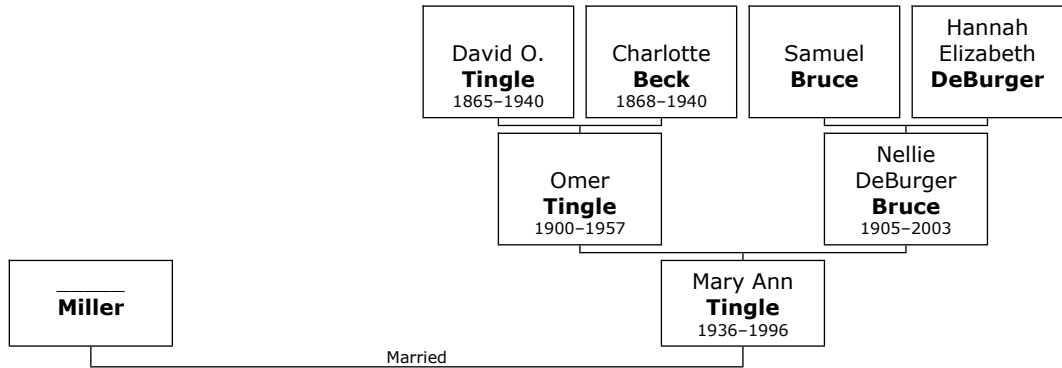 David O.
Tingle
1865–1940
Charlotte
Beck
1868–1940
Samuel
Bruce
Hannah
Elizabeth
DeBurger
Omer
Tingle
1900–1957
Nellie
DeBurger
Bruce
1905–2003
______
Miller
Mary Ann
Tingle
1936–1996
Married